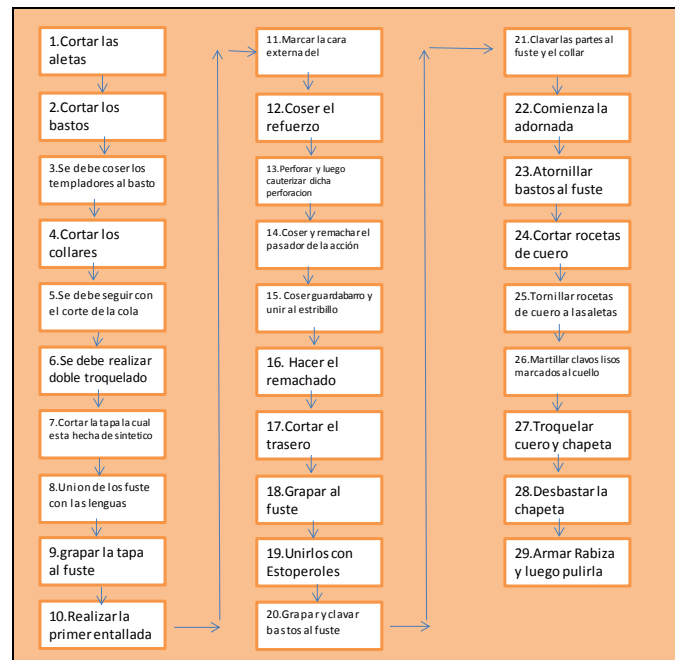 1.Cortar las
aletas
2.Cortar los
bastos
3.Se debe coser los
templadores al basto
4.Cortar los
collares
5.Se debe seguir con
el corte de la cola
6.Se debe realizar
doble troquelado
7.Cortar la tapa la cual
esta hecha de sintetico
8.Union de los fuste
con las lenguas
9.grapar la tapa
al fuste
10.Realizar la
primer entallada
11.Marcar la cara
externa del
12.Coser el
refuerzo
13.Perforar y luego
cauterizar dicha
perforacion
14.Coser y remachar el
pasador de la acción
15. Coser guardabarro y
unir al estribillo
16. Hacer el
remachado
17.Cortar el
trasero
18.Grapar al
fuste
19.Unirlos con
Estoperoles
20.Grapar y clavar
bastos al fuste
21.Clavar las partes al
fuste y el collar
22.Comienza la
adornada
23.Atornillar
bastos al fuste
24.Cortar rocetas
de cuero
25.Tornillar rocetas
de cuero a las aletas
26.Martillar clavos lisos
marcados al cuello
27.Troquelar
cuero y chapeta
28.Desbastar la
chapeta
29.Armar Rabiza
y luego pulirla